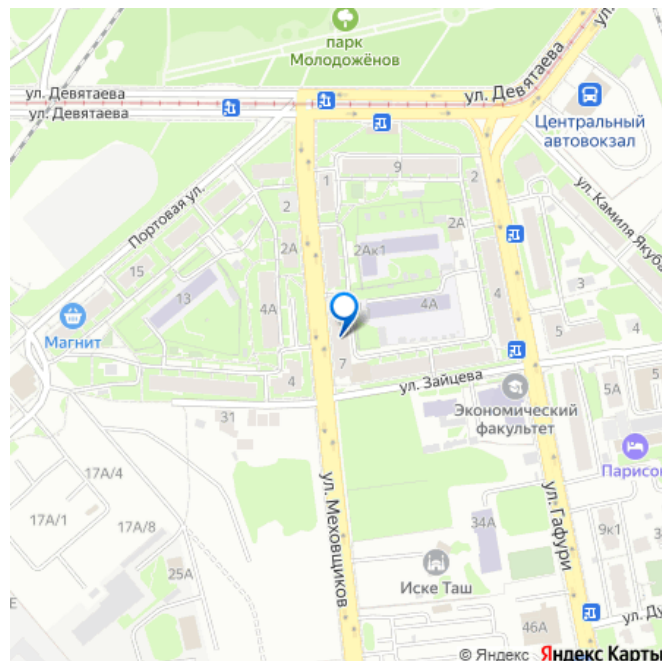 парк
Молодожёнов
ул. Девятаева
ул. Девятаева
ул. Девятаева
Центральный
автовокзал
9
1
2
2
2А
Портовая ул.
ул. Камиля Якуба
2А
2Ак1
15
13
4А
4А
4
3
Магнит
7
5
4
4
ул. Зайцева
5А
31
Экономический
факультет
17А/4
Парисон
ул. Меховщиков
ул. Гафури
17А/1
17А/8
34А
9к1
25А
Иске Таш
46А
© Яндекс Яндекс Карты